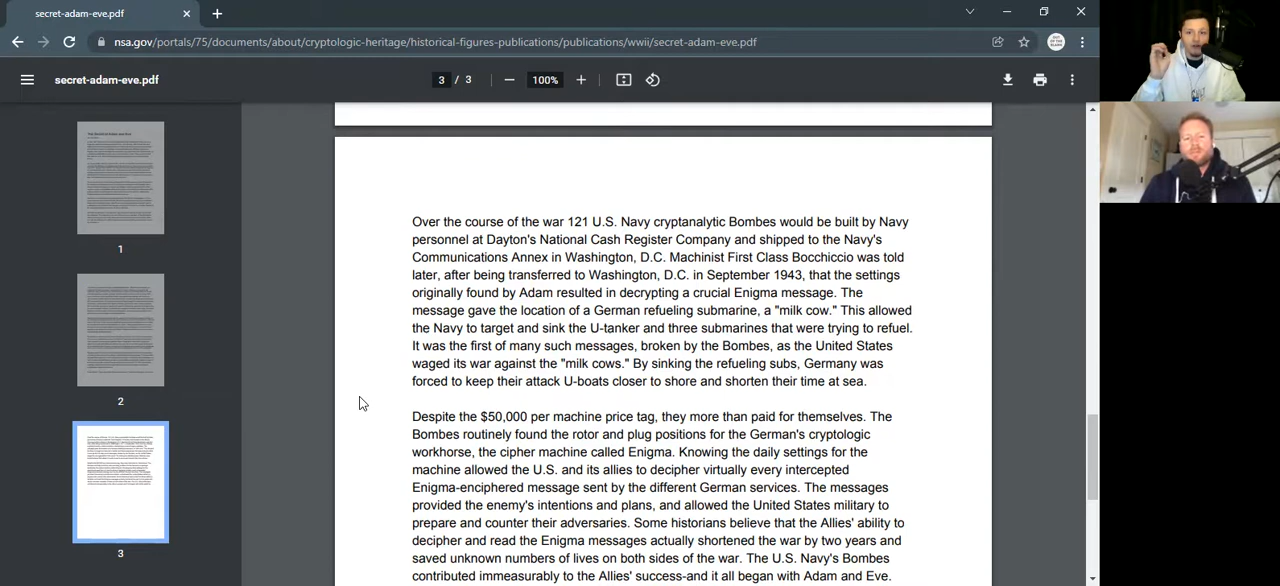 secret-adam-eve.pdf
nsa.gov/portals/75/documents/about/cryptologic-heritage/historical-figures-publications/publications/wwii/secret-adam-eve.pdf
secret-adam-eve.pdf
3 / 3
100%
1
2
3
Over the course of the war 121 U.S. Navy cryptanalytic Bombes would be built by Navy
personnel at Dayton's National Cash Register Company and shipped to the Navy's
Communications Annex in Washington, D.C. Machinist First Class Bocchiccio was told
later, after being transferred to Washington, D.C. in September 1943, that the settings
originally found by Adam resulted in decrypting a crucial Enigma message. The
message gave the location of a German refueling submarine, a "milk cow." This allowed
the Navy to target and sink the U-tanker and three submarines that were trying to refuel.
It was the first of many such messages, broken by the Bombes, as the United States
waged its war against the "milk cows." By sinking the refueling subs, Germany was
forced to keep their attack U-boats closer to shore and shorten their time at sea.
Despite the $50,000 per machine price tag, they more than paid for themselves. The
Bombes routinely found the rotor and plug positions for the German's cryptologic
workhorse, the cipher machine called Enigma. Knowing the daily settings for the
machine allowed the U.S. and its allies to decipher virtually every intercepted
Enigma-enciphered message sent by the different German services. The messages
provided the enemy's intentions and plans, and allowed the United States military to
prepare and counter their adversaries. Some historians believe that the Allies' ability to
decipher and read the Enigma messages actually shortened the war by two years and
saved unknown numbers of lives on both sides of the war. The U.S. Navy's Bombes
contributed immeasurably to the Allies' success-and it all began with Adam and Eve.